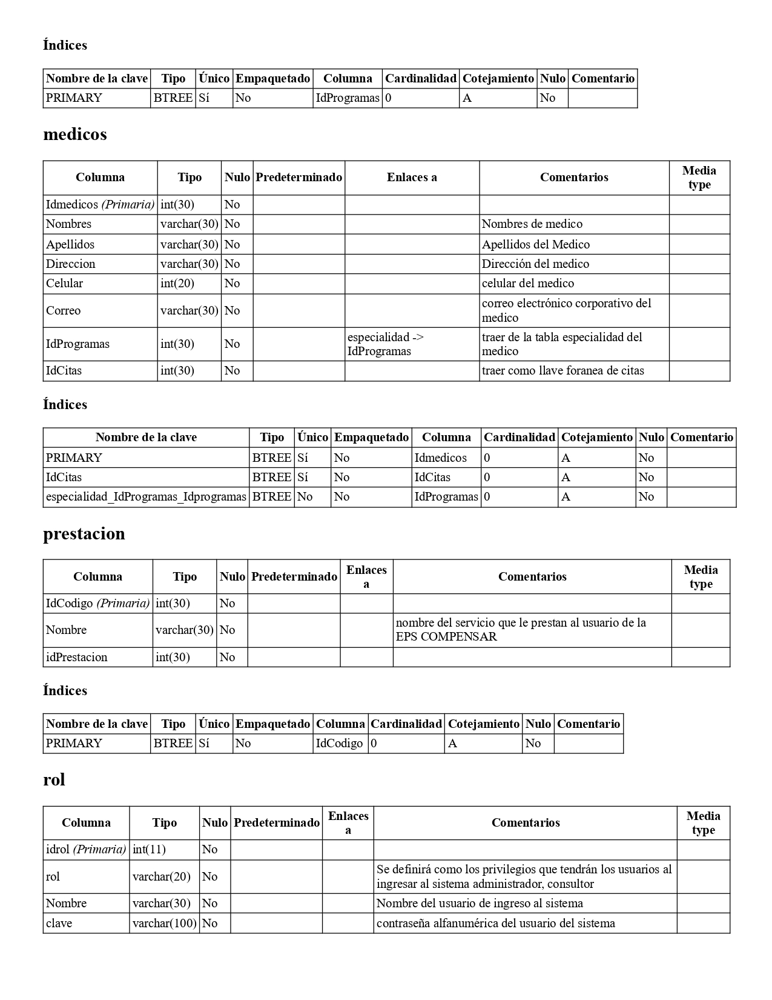 Índices
Nombre de la clave Tipo Único Empaquetado Columna Cardinalidad Cotejamiento Nulo Comentario
PRIMARY BTREE Sí No IdProgramas 0 A No
medicos
Columna Tipo Nulo Predeterminado Enlaces a Comentarios Media type
Idmedicos (Primaria) int(30) No
Nombres varchar(30) No Nombres de medico
Apellidos varchar(30) No Apellidos del Medico
Direccion varchar(30) No Dirección del medico
Celular int(20) No celular del medico
Correo varchar(30) No correo electrónico corporativo del medico
IdProgramas int(30) No especialidad -> IdProgramas traer de la tabla especialidad del medico
IdCitas int(30) No traer como llave foranea de citas
Índices
Nombre de la clave Tipo Único Empaquetado Columna Cardinalidad Cotejamiento Nulo Comentario
PRIMARY BTREE Sí No Idmedicos 0 A No
IdCitas BTREE Sí No IdCitas 0 A No
especialidad_IdProgramas_Idprogramas BTREE No No IdProgramas 0 A No
prestacion
Columna Tipo Nulo Predeterminado Enlaces a Comentarios Media type
IdCodigo (Primaria) int(30) No
Nombre varchar(30) No nombre del servicio que le prestan al usuario de la EPS COMPENSAR
idPrestacion int(30) No
Índices
Nombre de la clave Tipo Único Empaquetado Columna Cardinalidad Cotejamiento Nulo Comentario
PRIMARY BTREE Sí No IdCodigo 0 A No
rol
Columna Tipo Nulo Predeterminado Enlaces a Comentarios Media type
idrol (Primaria) int(11) No
rol varchar(20) No Se definirá como los privilegios que tendrán los usuarios al ingresar al sistema administrador, consultor
Nombre varchar(30) No Nombre del usuario de ingreso al sistema
clave varchar(100) No contraseña alfanumérica del usuario del sistema